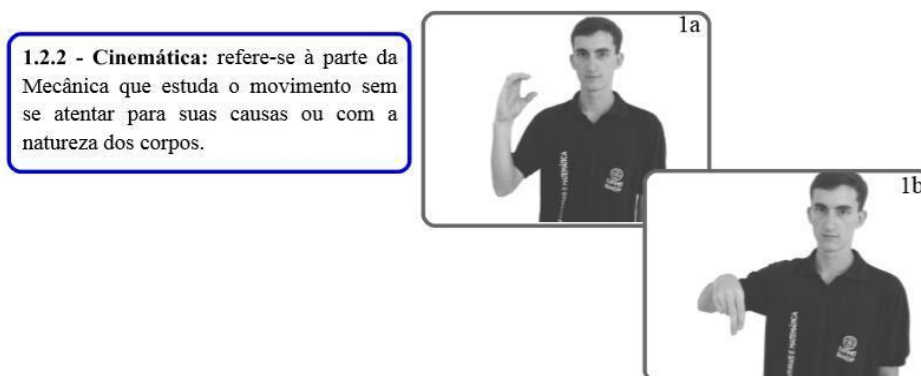 1.2.2 - Cinemática: refere-se à parte da
Mecânica que estuda o movimento sem
se atentar para suas causas ou com a
natureza dos corpos.
1a
1b